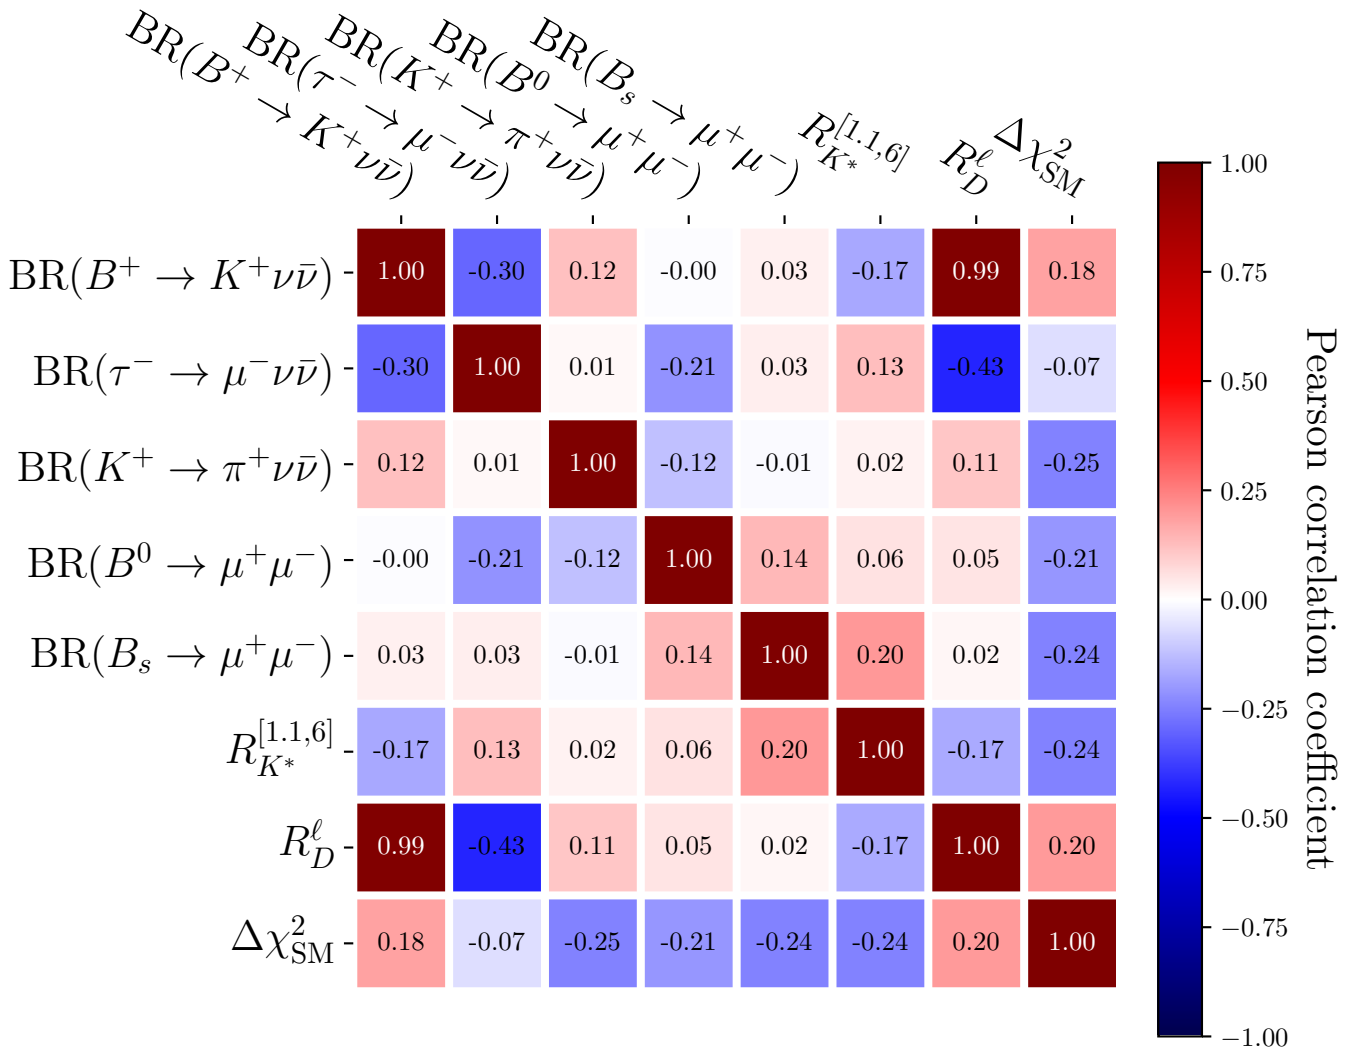 BR(B⁺ → K⁺νν̄)
BR(τ⁻ → μ⁻νν̄)
BR(K⁺ → π⁺νν̄)
BR(B⁰ → μ⁺μ⁻)
BR(Bₛ → μ⁺μ⁻)
R_{K*}^{[1.1,6]}
R_D^ℓ
Δχ²_{SM}
BR(B⁺ → K⁺νν̄) 1.00 -0.30 0.12 -0.00 0.03 -0.17 0.99 0.18
BR(τ⁻ → μ⁻νν̄) -0.30 1.00 0.01 -0.21 0.03 0.13 -0.43 -0.07
BR(K⁺ → π⁺νν̄) 0.12 0.01 1.00 -0.12 -0.01 0.02 0.11 -0.25
BR(B⁰ → μ⁺μ⁻) -0.00 -0.21 -0.12 1.00 0.14 0.06 0.05 -0.21
BR(Bₛ → μ⁺μ⁻) 0.03 0.03 -0.01 0.14 1.00 0.20 0.02 -0.24
R_{K*}^{[1.1,6]} -0.17 0.13 0.02 0.06 0.20 1.00 -0.17 -0.24
R_D^ℓ 0.99 -0.43 0.11 0.05 0.02 -0.17 1.00 0.20
Δχ²_{SM} 0.18 -0.07 -0.25 -0.21 -0.24 -0.24 0.20 1.00
1.00
0.75
0.50
0.25
0.00
−0.25
−0.50
−0.75
−1.00
Pearson correlation coefficient